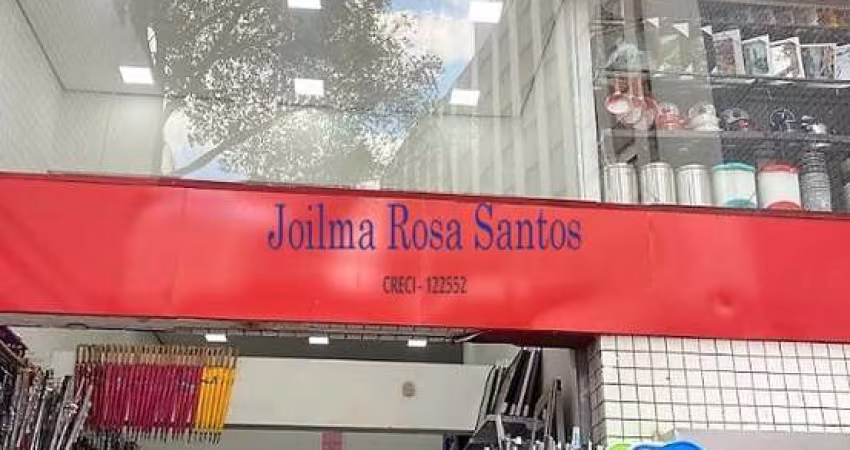 Joilma Rosa Santos
CRECI - 122552